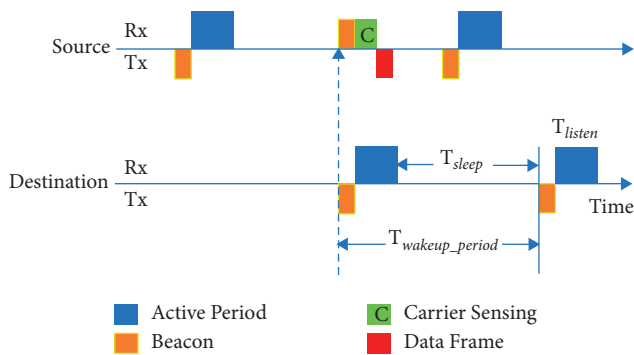 Rx
Source
Tx
C
T_listen
Rx
T_sleep
Destination
Tx
Time
T_wakeup_period
Active Period
C Carrier Sensing
Beacon
Data Frame